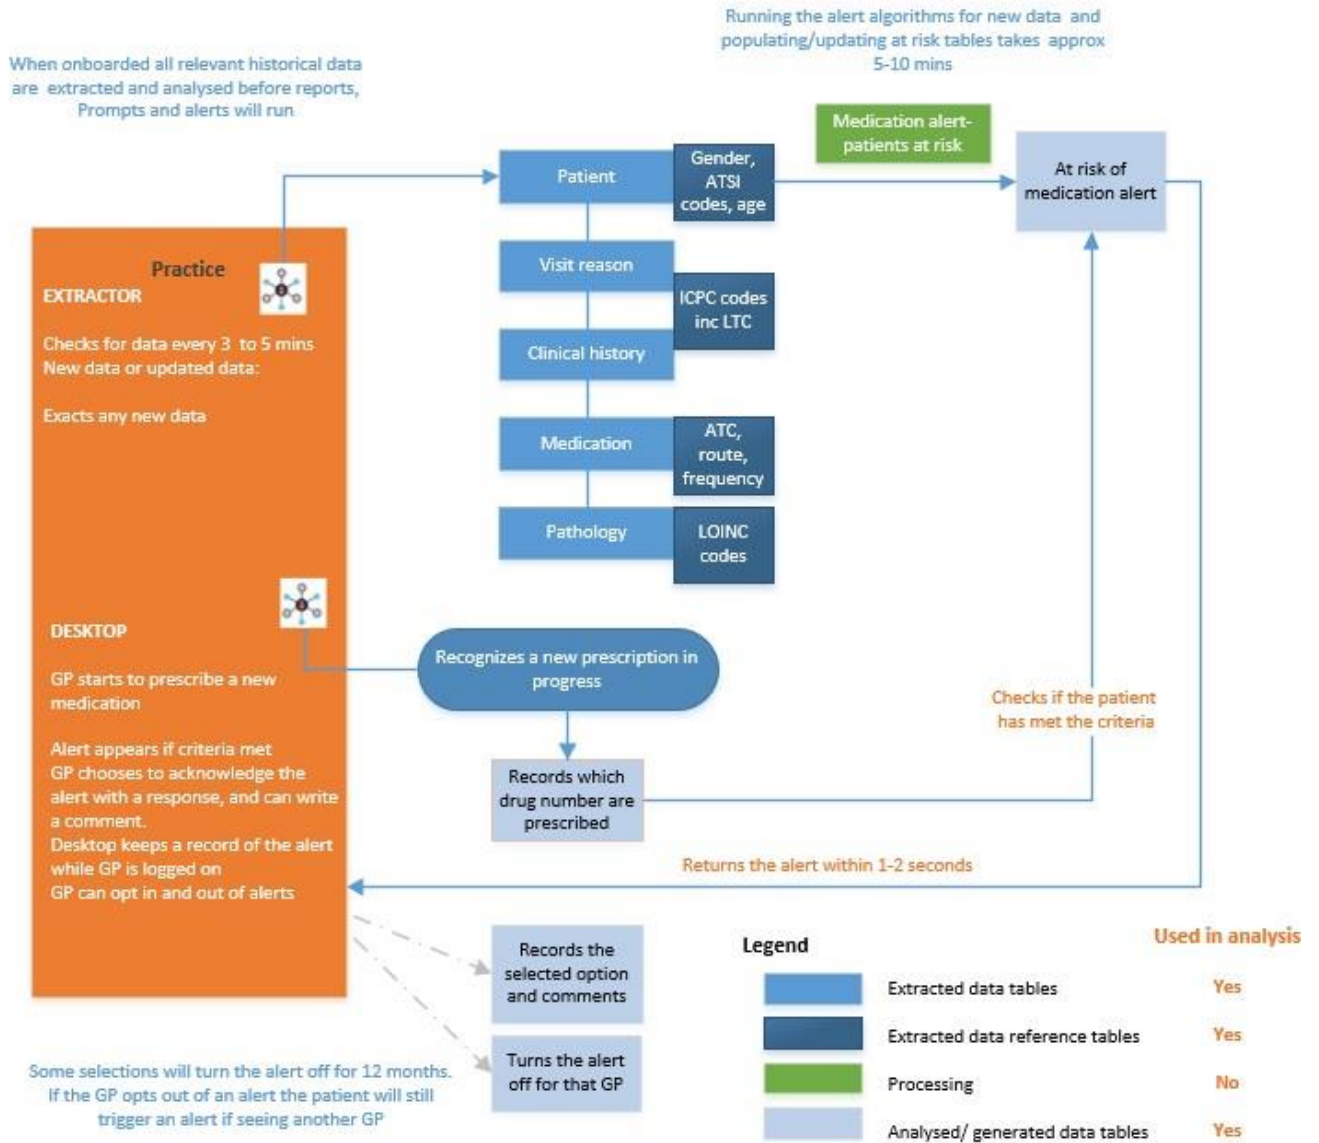 Running the alert algorithms for new data and
populating/updating at risk tables takes approx
5-10 mins
When onboarded all relevant historical data
are extracted and analysed before reports,
Prompts and alerts will run
Medication alert-
patients at risk
At risk of
medication alert
Patient
Gender,
ATSI
codes, age
Visit reason
ICPC codes
inc LTC
Clinical history
Medication
ATC,
route,
frequency
Pathology
LOINC
codes
Practice
EXTRACTOR
Checks for data every 3 to 5 mins
New data or updated data:
Exacts any new data
DESKTOP
GP starts to prescribe a new
medication
Alert appears if criteria met
GP chooses to acknowledge the
alert with a response, and can write
a comment.
Desktop keeps a record of the alert
while GP is logged on
GP can opt in and out of alerts
Recognizes a new prescription in
progress
Records which
drug number are
prescribed
Checks if the patient
has met the criteria
Returns the alert within 1-2 seconds
Records the
selected option
and comments
Turns the alert
off for that GP
Some selections will turn the alert off for 12 months.
If the GP opts out of an alert the patient will still
trigger an alert if seeing another GP
Legend
Used in analysis
Extracted data tables
Yes
Extracted data reference tables
Yes
Processing
No
Analysed/ generated data tables
Yes